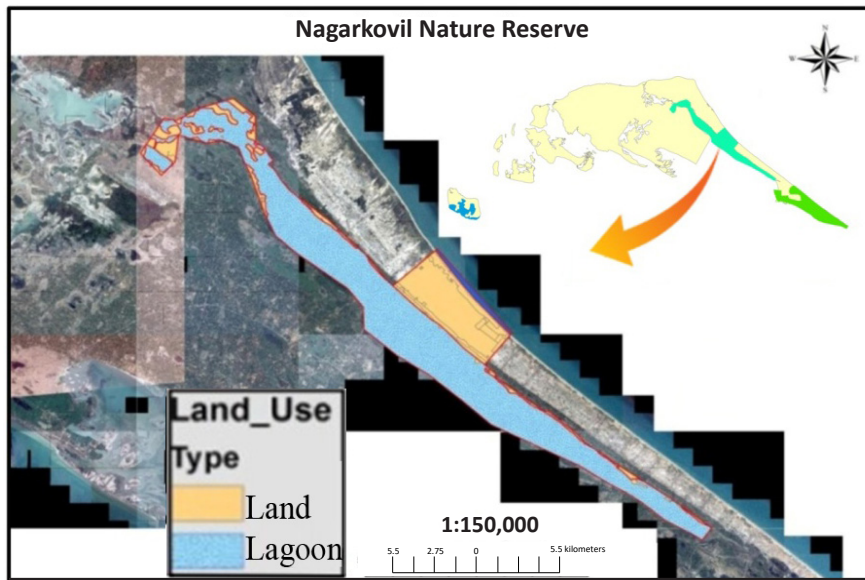 Nagarkovil Nature Reserve
N
W E
S
Land_Use
Type
Land
Lagoon
1:150,000
5.5 2.75 0 5.5 kilometers